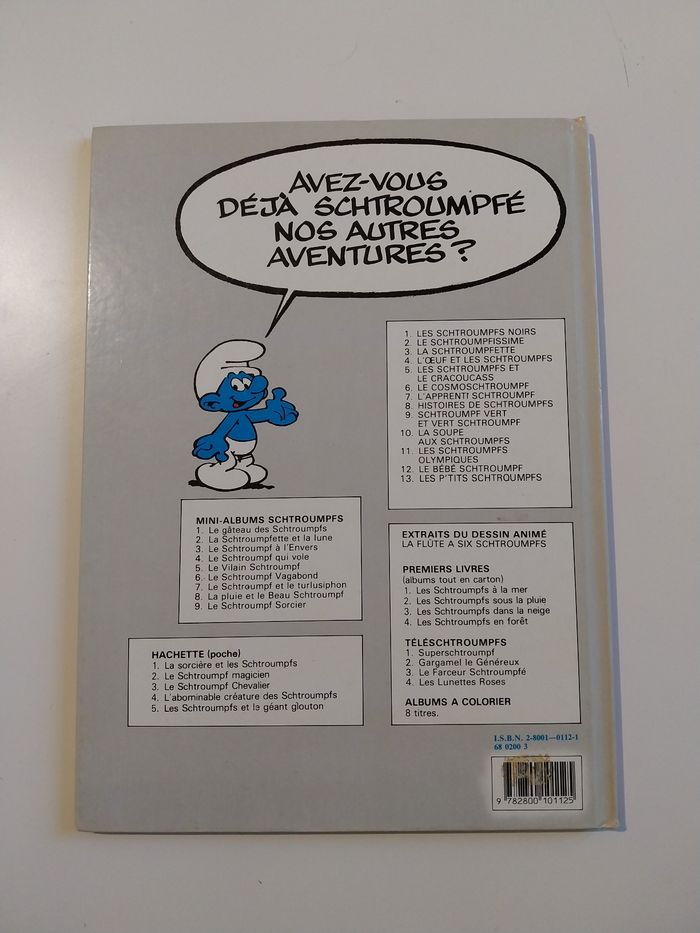 AVEZ-VOUS
DÉJÀ SCHTROUMPFÉ
NOS AUTRES
AVENTURES ?
1. LES SCHTROUMPFS NOIRS
2. LE SCHTROUMPFISSIME
3. LA SCHTROUMPFETTE
4. L'ŒUF ET LES SCHTROUMPFS
5. LES SCHTROUMPFS ET
LE CRACOUCASS
6. LE COSMOSCHTROUMPF
7. L'APPRENTI SCHTROUMPF
8. HISTOIRES DE SCHTROUMPFS
9. SCHTROUMPF VERT
ET VERT SCHTROUMPF
10. LA SOUPE
AUX SCHTROUMPFS
11. LES SCHTROUMPFS
OLYMPIQUES
12. LE BÉBÉ SCHTROUMPF
13. LES P'TITS SCHTROUMPFS
MINI-ALBUMS SCHTROUMPFS
1. Le gâteau des Schtroumpfs
2. La Schtroumpfette et la lune
3. Le Schtroumpf à l'Envers
4. Le Schtroumpf qui vole
5. Le Vilain Schtroumpf
6. Le Schtroumpf Vagabond
7. Le Schtroumpf et le turlusiphon
8. La pluie et le Beau Schtroumpf
9. Le Schtroumpf Sorcier
HACHETTE (poche)
1. La sorcière et les Schtroumpfs
2. Le Schtroumpf magicien
3. Le Schtroumpf Chevalier
4. L'abominable créature des Schtroumpfs
5. Les Schtroumpfs et la géant glouton
EXTRAITS DU DESSIN ANIMÉ
LA FLÛTE A SIX SCHTROUMPFS
PREMIERS LIVRES
(albums tout en carton)
1. Les Schtroumpfs à la mer
2. Les Schtroumpfs sous la pluie
3. Les Schtroumpfs dans la neige
4. Les Schtroumpfs en forêt
TÉLÉSCHTROUMPFS
1. Superschtroumpf
2. Gargamel le Généreux
3. Le Farceur Schtroumpfé
4. Les Lunettes Roses
ALBUMS A COLORIER
8 titres.
I.S.B.N. 2-8001—0112-1
68 0200 3
9 782800 101125